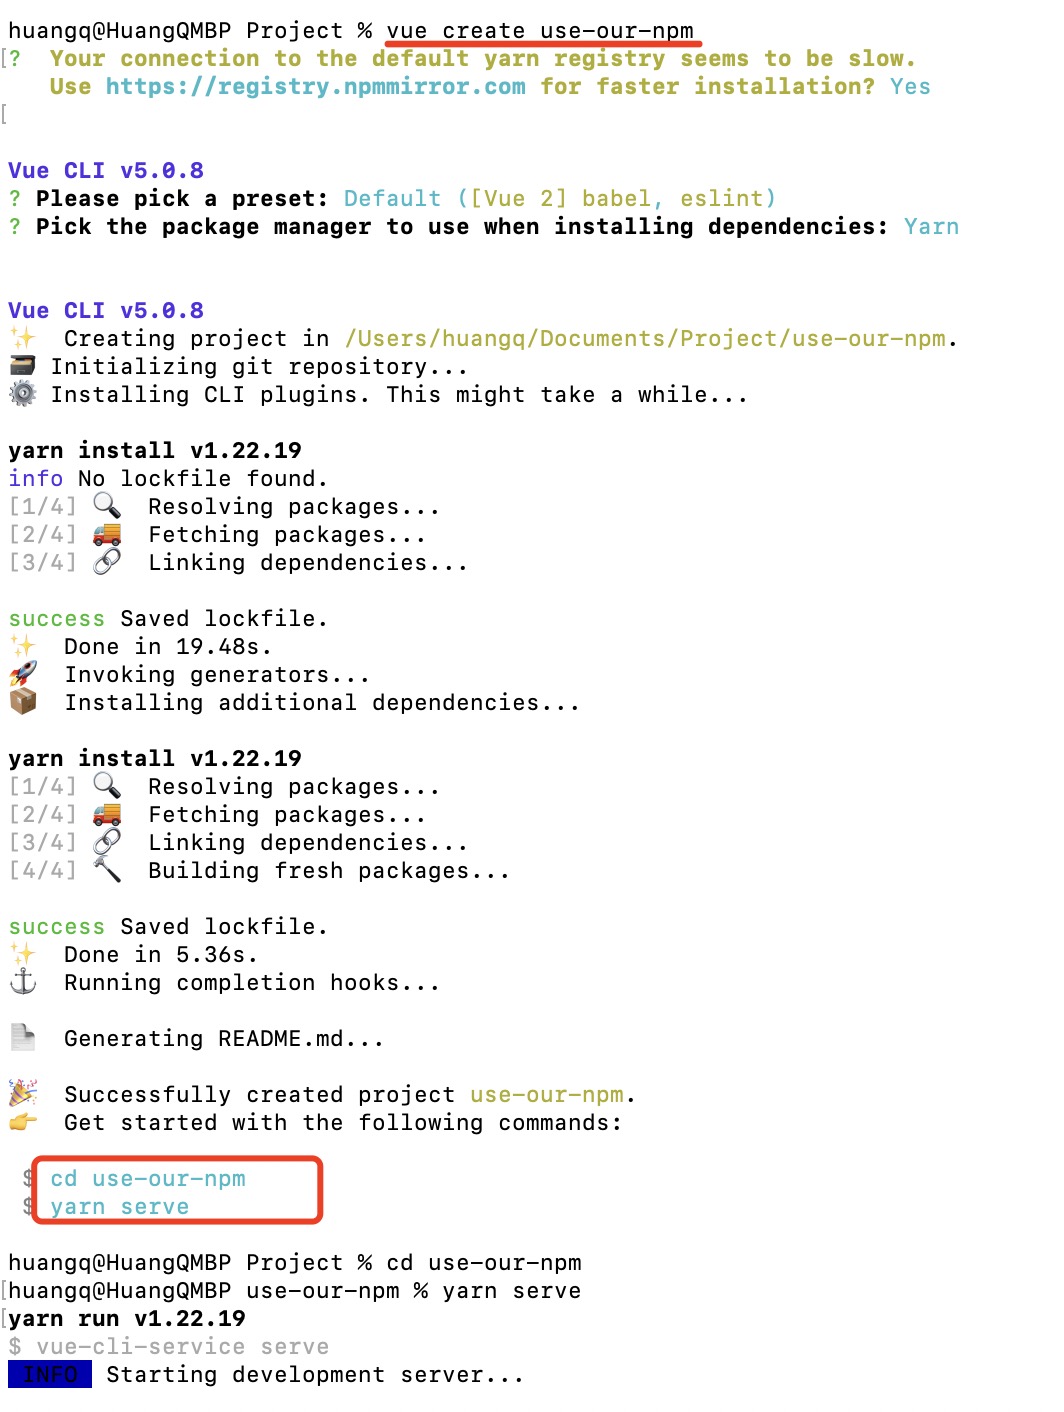 huangq@HuangQMBP Project % vue create use-our-npm
[?  Your connection to the default yarn registry seems to be slow.
   Use https://registry.npmmirror.com for faster installation? Yes
[
Vue CLI v5.0.8
? Please pick a preset: Default ([Vue 2] babel, eslint)
? Pick the package manager to use when installing dependencies: Yarn
Vue CLI v5.0.8
✨  Creating project in /Users/huangq/Documents/Project/use-our-npm.
🗃 Initializing git repository...
⚙️ Installing CLI plugins. This might take a while...
yarn install v1.22.19
info No lockfile found.
[1/4] 🔍  Resolving packages...
[2/4] 🚚  Fetching packages...
[3/4] 🔗  Linking dependencies...
success Saved lockfile.
✨  Done in 19.48s.
🚀  Invoking generators...
📦  Installing additional dependencies...
yarn install v1.22.19
[1/4] 🔍  Resolving packages...
[2/4] 🚚  Fetching packages...
[3/4] 🔗  Linking dependencies...
[4/4] 🔨  Building fresh packages...
success Saved lockfile.
✨  Done in 5.36s.
⚓  Running completion hooks...
📄  Generating README.md...
🎉  Successfully created project use-our-npm.
👉  Get started with the following commands:
$ cd use-our-npm
$ yarn serve
huangq@HuangQMBP Project % cd use-our-npm
[huangq@HuangQMBP use-our-npm % yarn serve
[yarn run v1.22.19
$ vue-cli-service serve
INFO  Starting development server...